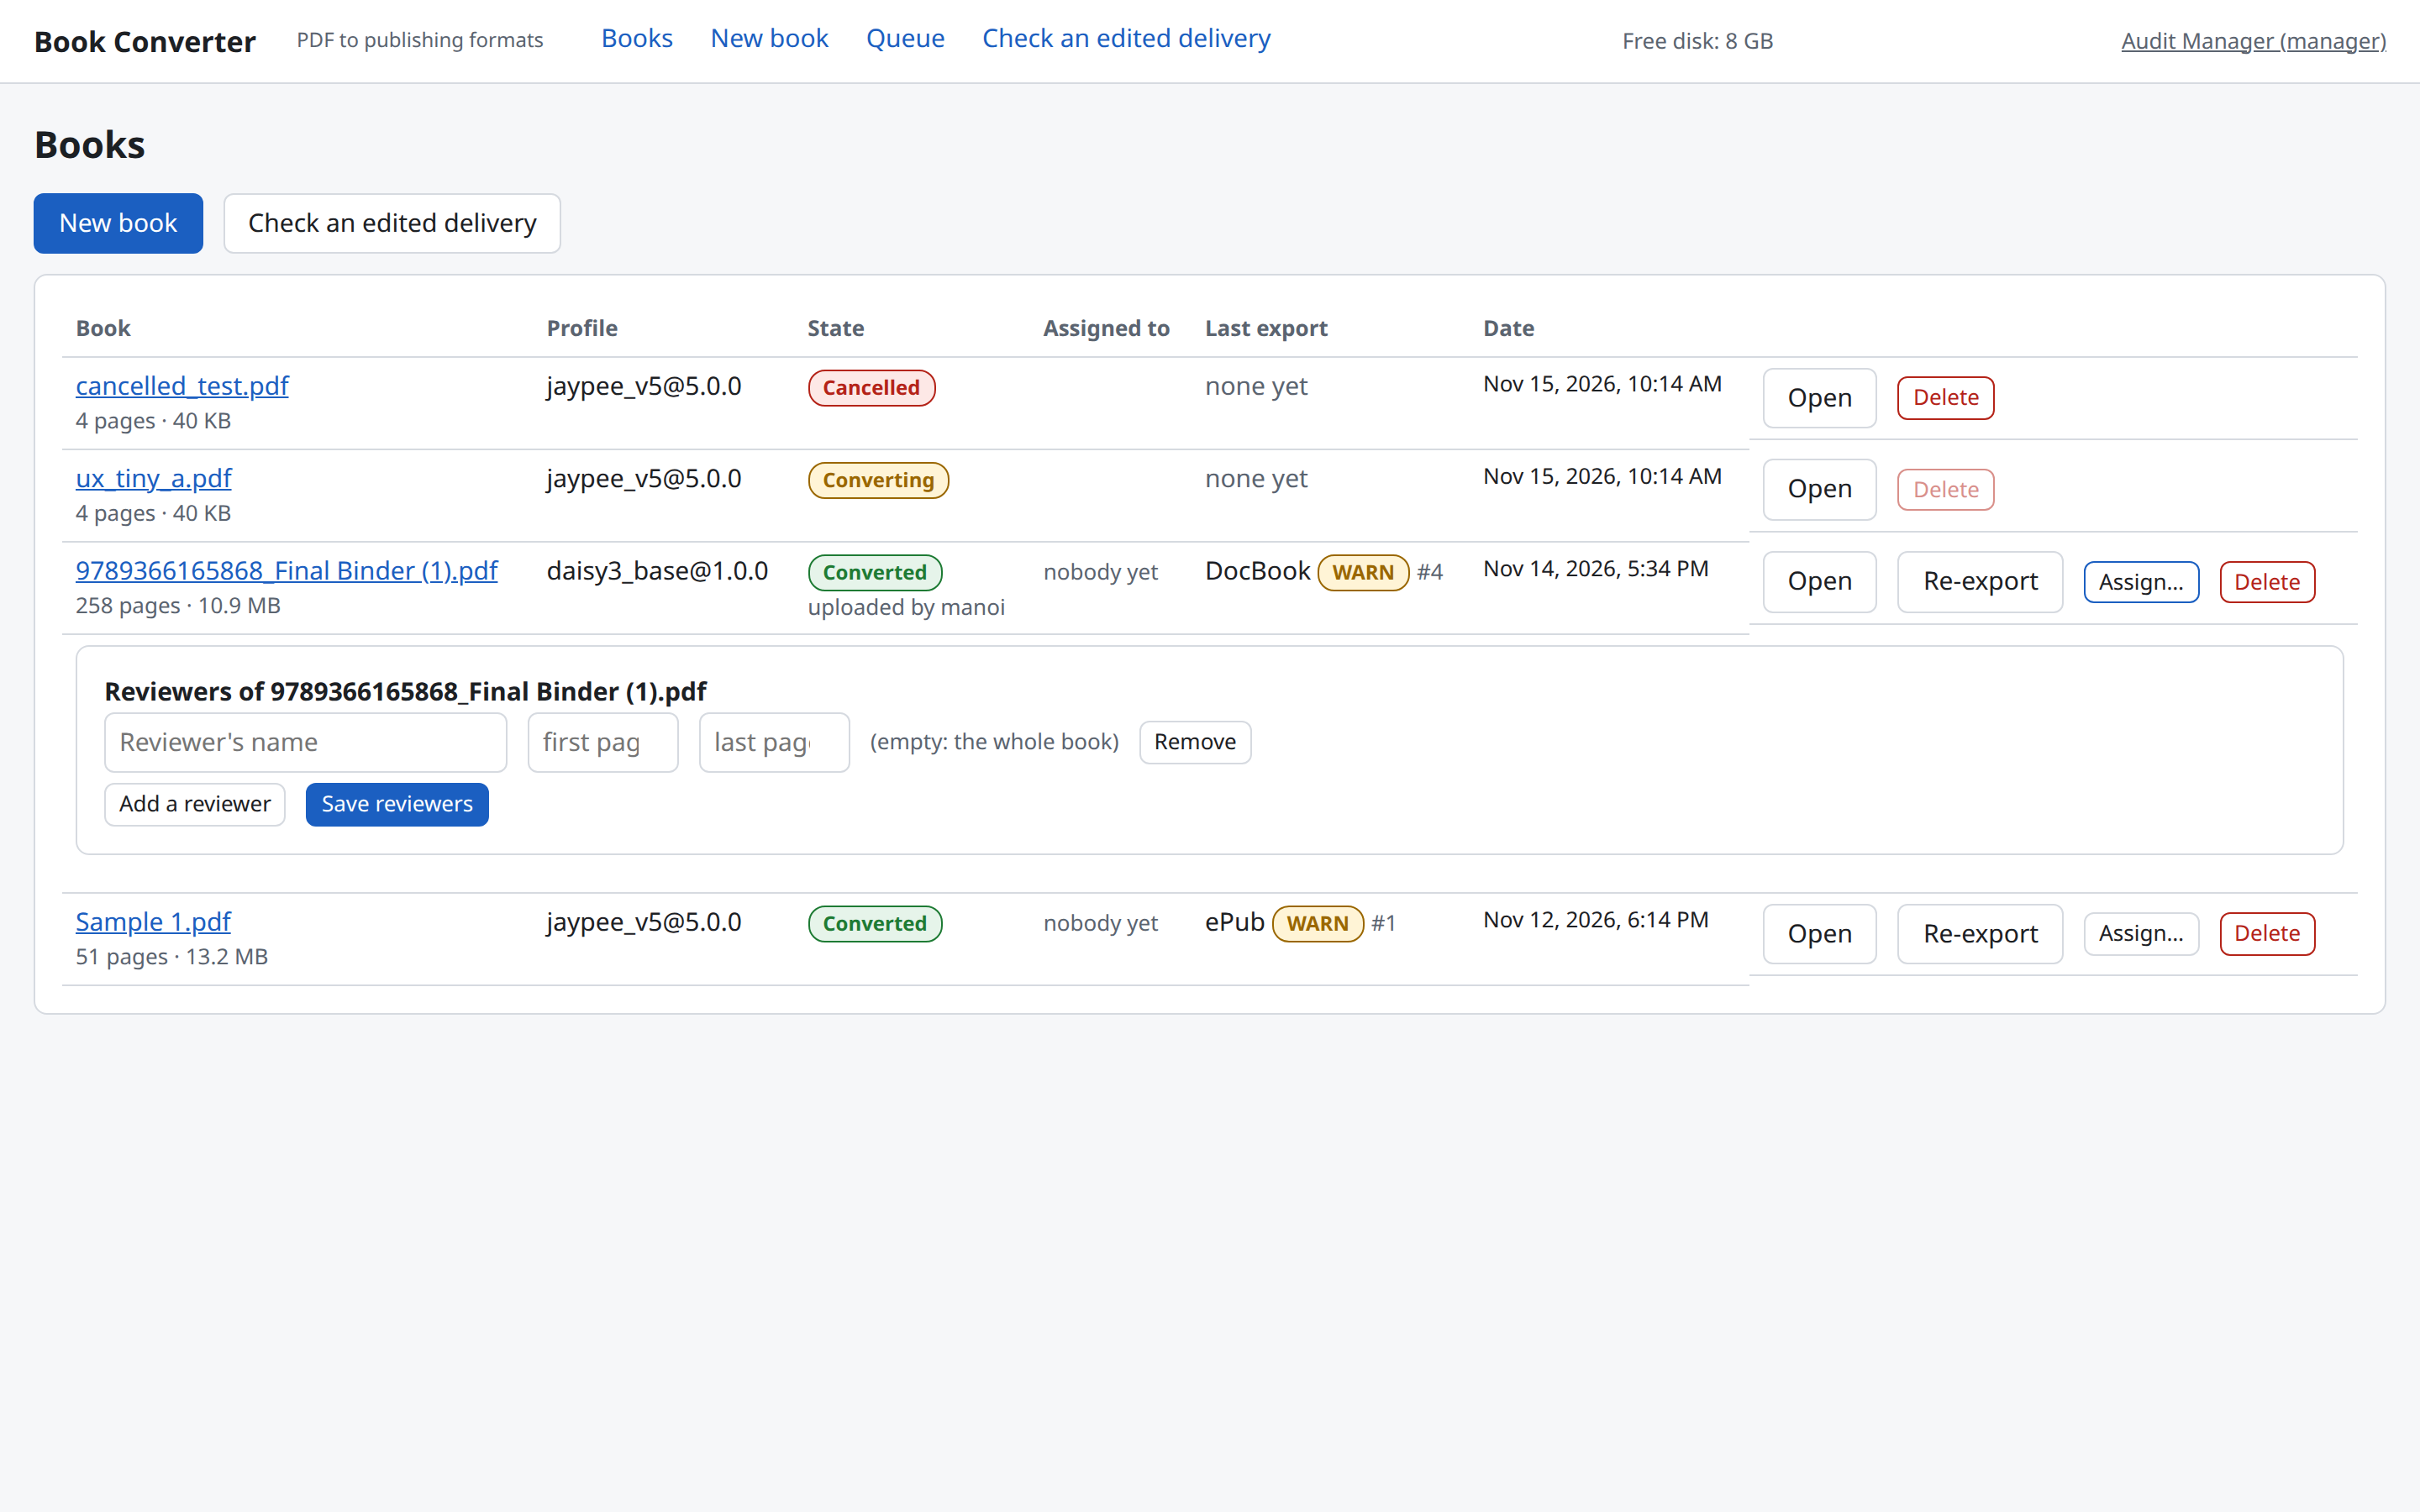 Book Converter PDF to publishing formats Books New book Queue Check an edited delivery Free disk: 8 GB Audit Manager (manager)
Books
New book Check an edited delivery
Book Profile State Assigned to Last export Date
cancelled_test.pdf jaypee_v5@5.0.0 Cancelled none yet Nov 15, 2026, 10:14 AM Open Delete
4 pages · 40 KB
ux_tiny_a.pdf jaypee_v5@5.0.0 Converting none yet Nov 15, 2026, 10:14 AM Open Delete
4 pages · 40 KB
9789366165868_Final Binder (1).pdf daisy3_base@1.0.0 Converted nobody yet DocBook WARN #4 Nov 14, 2026, 5:34 PM Open Re-export Assign... Delete
258 pages · 10.9 MB uploaded by manoi
Reviewers of 9789366165868_Final Binder (1).pdf
Reviewer's name first pag last page (empty: the whole book) Remove
Add a reviewer Save reviewers
Sample 1.pdf jaypee_v5@5.0.0 Converted nobody yet ePub WARN #1 Nov 12, 2026, 6:14 PM Open Re-export Assign... Delete
51 pages · 13.2 MB